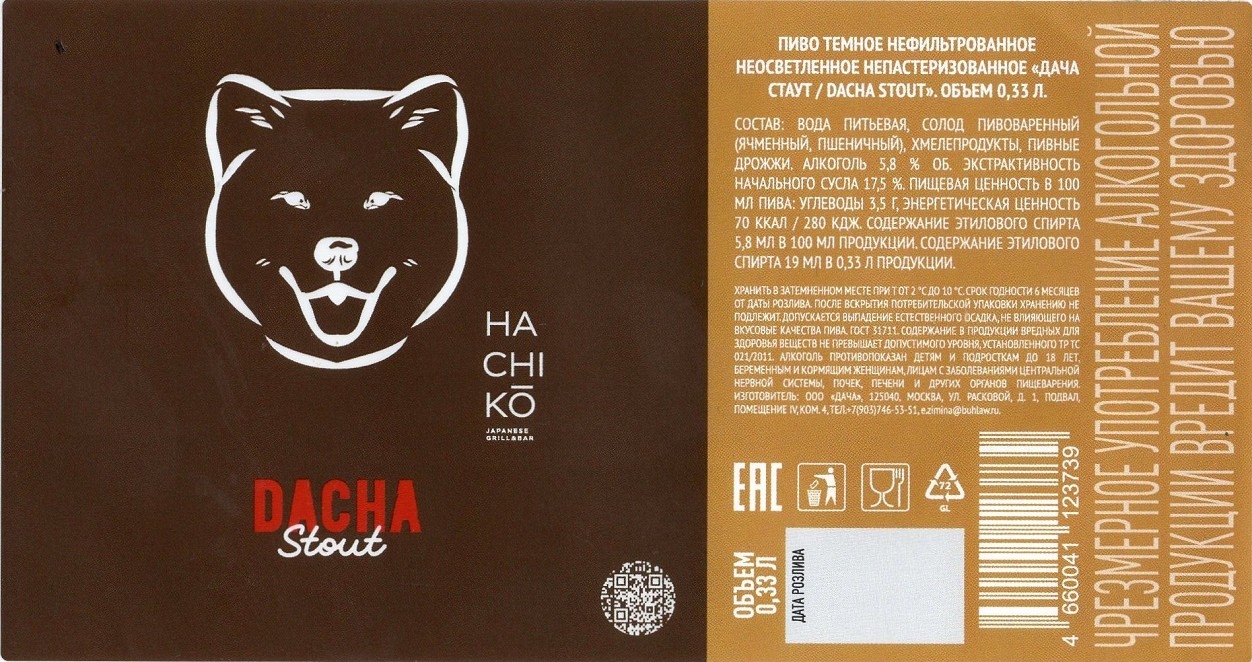 HA
CHI
KŌ
JAPANESE
GRILL&BAR
DACHA
Stout
ПИВО ТЕМНОЕ НЕФИЛЬТРОВАННОЕ
НЕОСВЕТЛЕННОЕ НЕПАСТЕРИЗОВАННОЕ «ДАЧА
СТАУТ / DACHA STOUT». ОБЪЕМ 0,33 Л.
СОСТАВ: ВОДА ПИТЬЕВАЯ, СОЛОД ПИВОВАРЕННЫЙ
(ЯЧМЕННЫЙ, ПШЕНИЧНЫЙ), ХМЕЛЕПРОДУКТЫ, ПИВНЫЕ
ДРОЖЖИ. АЛКОГОЛЬ 5,8 % ОБ. ЭКСТРАКТИВНОСТЬ
НАЧАЛЬНОГО СУСЛА 17,5 %. ПИЩЕВАЯ ЦЕННОСТЬ В 100
МЛ ПИВА: УГЛЕВОДЫ 3,5 Г, ЭНЕРГЕТИЧЕСКАЯ ЦЕННОСТЬ
70 ККАЛ / 280 КДЖ. СОДЕРЖАНИЕ ЭТИЛОВОГО СПИРТА
5,8 МЛ В 100 МЛ ПРОДУКЦИИ. СОДЕРЖАНИЕ ЭТИЛОВОГО
СПИРТА 19 МЛ В 0,33 Л ПРОДУКЦИИ.
ХРАНИТЬ В ЗАТЕМНЕННОМ МЕСТЕ ПРИ Т ОТ 2 °С ДО 10 °С. СРОК ГОДНОСТИ 6 МЕСЯЦЕВ
ОТ ДАТЫ РОЗЛИВА. ПОСЛЕ ВСКРЫТИЯ ПОТРЕБИТЕЛЬСКОЙ УПАКОВКИ ХРАНЕНИЮ НЕ
ПОДЛЕЖИТ. ДОПУСКАЕТСЯ ВЫПАДЕНИЕ ЕСТЕСТВЕННОГО ОСАДКА, НЕ ВЛИЯЮЩЕГО НА
ВКУСОВЫЕ КАЧЕСТВА ПИВА. ГОСТ 31711. СОДЕРЖАНИЕ В ПРОДУКЦИИ ВРЕДНЫХ ДЛЯ
ЗДОРОВЬЯ ВЕЩЕСТВ НЕ ПРЕВЫШАЕТ ДОПУСТИМОГО УРОВНЯ, УСТАНОВЛЕННОГО ТР ТС
021/2011. АЛКОГОЛЬ ПРОТИВОПОКАЗАН ДЕТЯМ И ПОДРОСТКАМ ДО 18 ЛЕТ,
БЕРЕМЕННЫМ И КОРМЯЩИМ ЖЕНЩИНАМ, ЛИЦАМ С ЗАБОЛЕВАНИЯМИ ЦЕНТРАЛЬНОЙ
НЕРВНОЙ СИСТЕМЫ, ПОЧЕК, ПЕЧЕНИ И ДРУГИХ ОРГАНОВ ПИЩЕВАРЕНИЯ.
ИЗГОТОВИТЕЛЬ: ООО «ДАЧА», 125040, МОСКВА, УЛ. РАСКОВОЙ, Д. 1, ПОДВАЛ,
ПОМЕЩЕНИЕ IV, КОМ. 4, ТЕЛ.+7(903)746-53-51, e.zimina@buhlaw.ru.
EAC
72
GL
ОБЪЕМ
0,33 Л
ДАТА РОЗЛИВА
4 660041 123739
ЧРЕЗМЕРНОЕ УПОТРЕБЛЕНИЕ АЛКОГОЛЬНОЙ
ПРОДУКЦИИ ВРЕДИТ ВАШЕМУ ЗДОРОВЬЮ